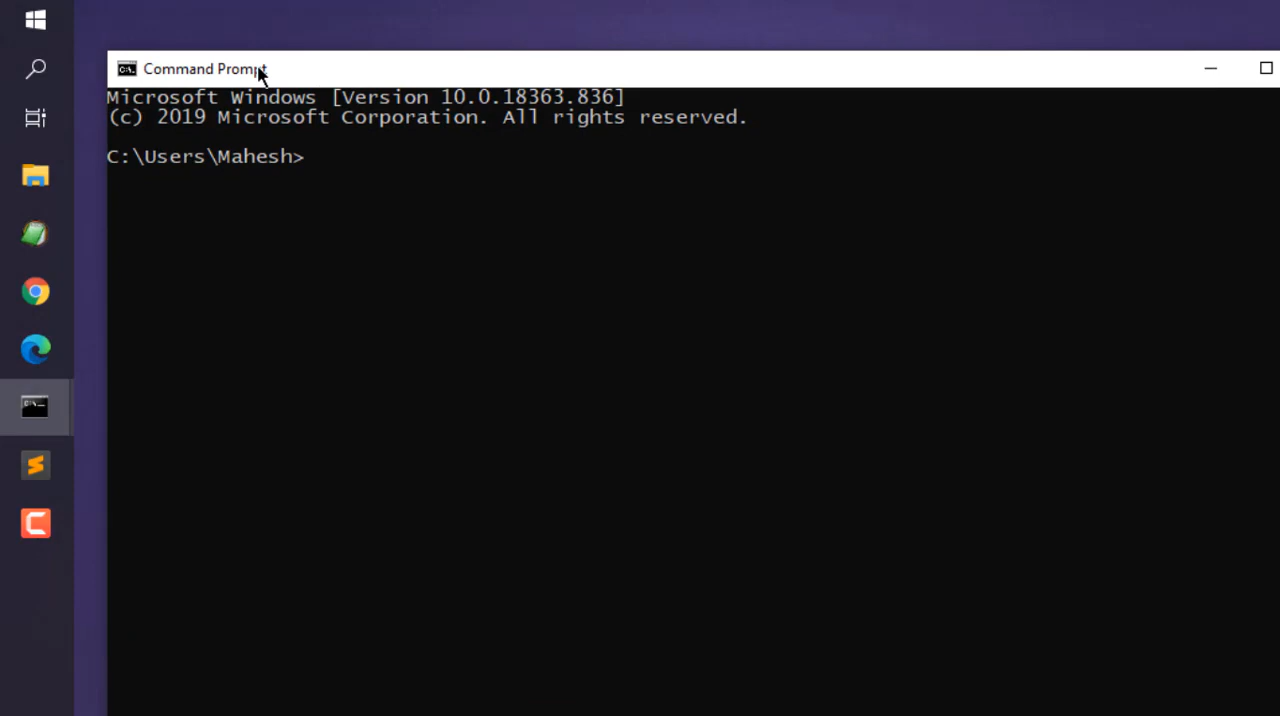 Command Prompt
Microsoft Windows [Version 10.0.18363.836]
(c) 2019 Microsoft Corporation. All rights reserved.
C:\Users\Mahesh>